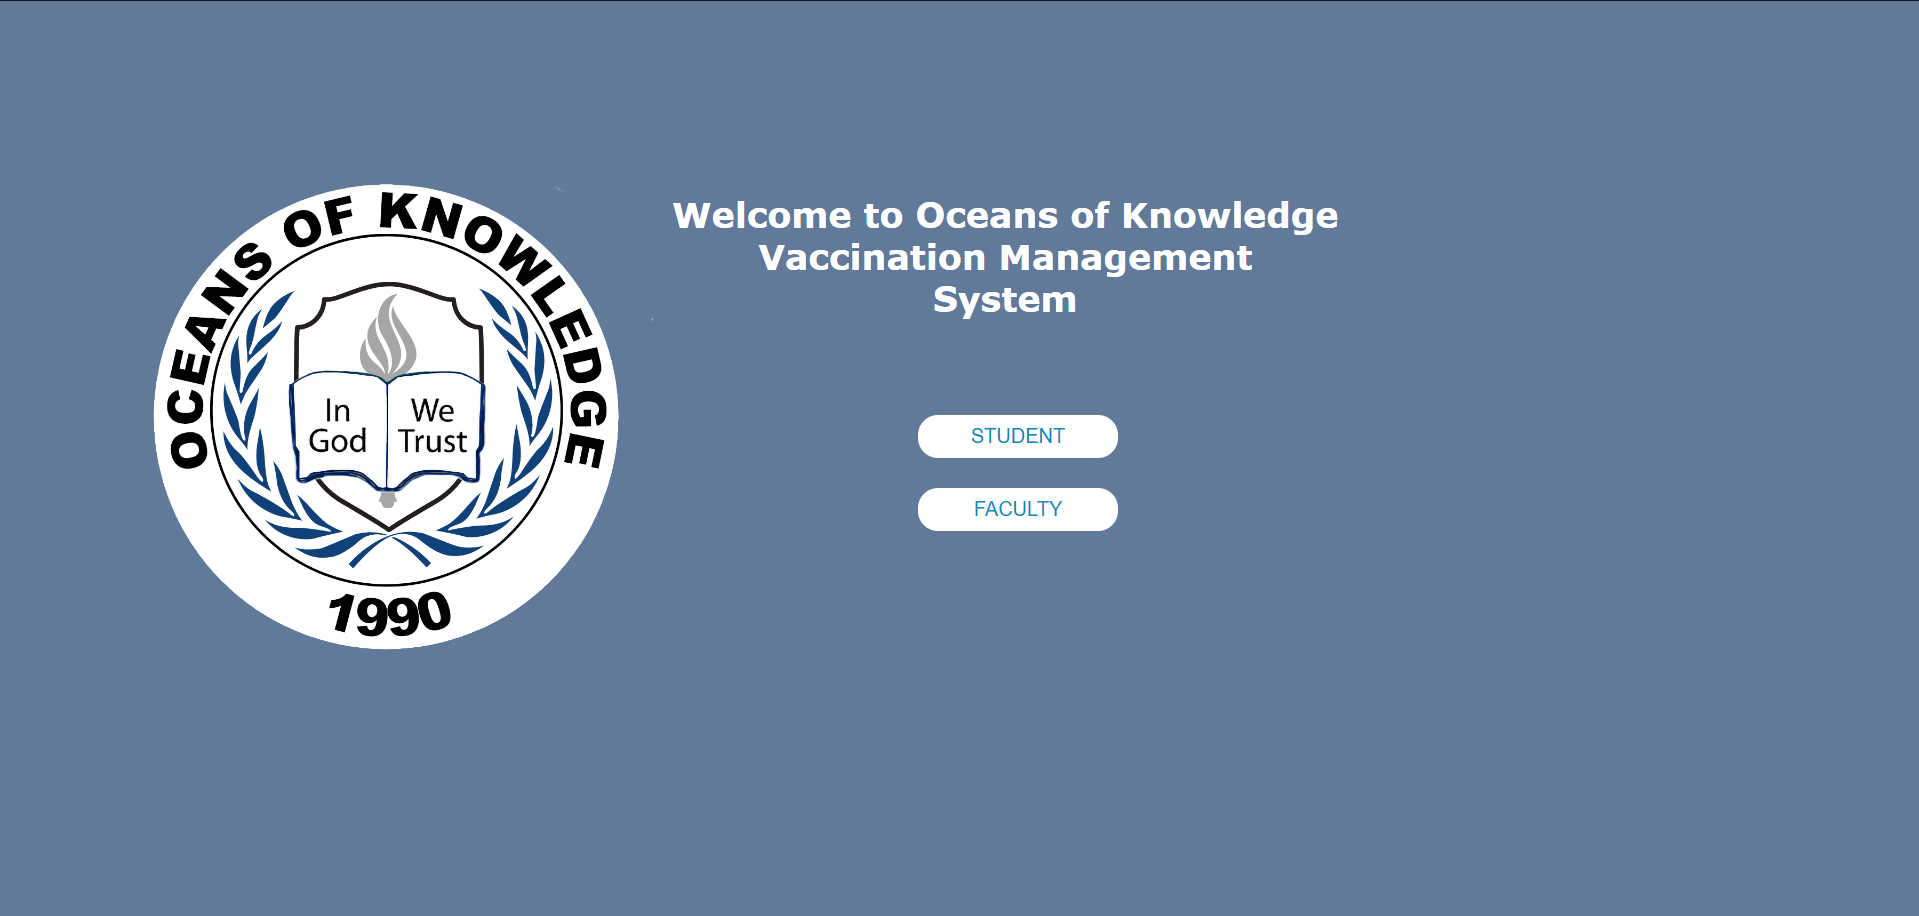 OCEANS OF KNOWLEDGE
In We
God Trust
1990
Welcome to Oceans of Knowledge
Vaccination Management
System
STUDENT
FACULTY